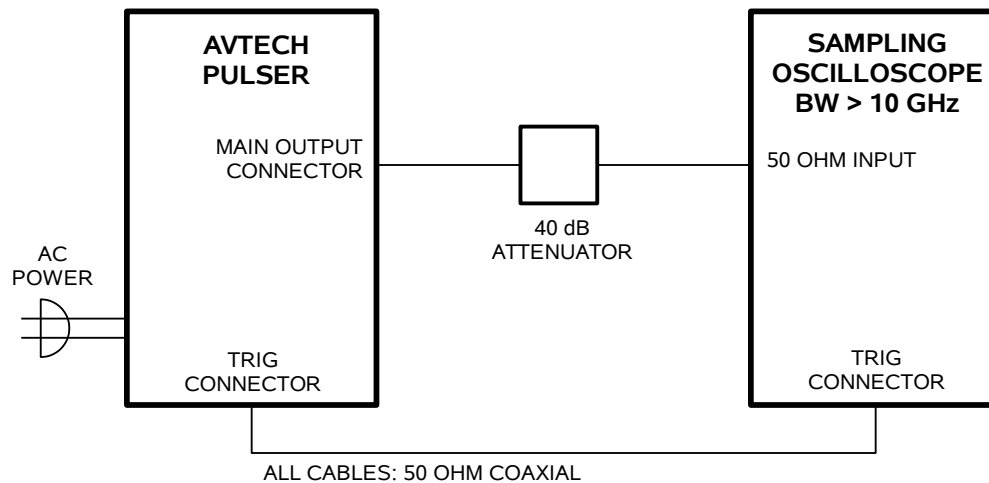 AVTECH
PULSER
MAIN OUTPUT
CONNECTOR
AC
POWER
TRIG
CONNECTOR
40 dB
ATTENUATOR
SAMPLING
OSCILLOSCOPE
BW > 10 GHz
50 OHM INPUT
TRIG
CONNECTOR
ALL CABLES: 50 OHM COAXIAL